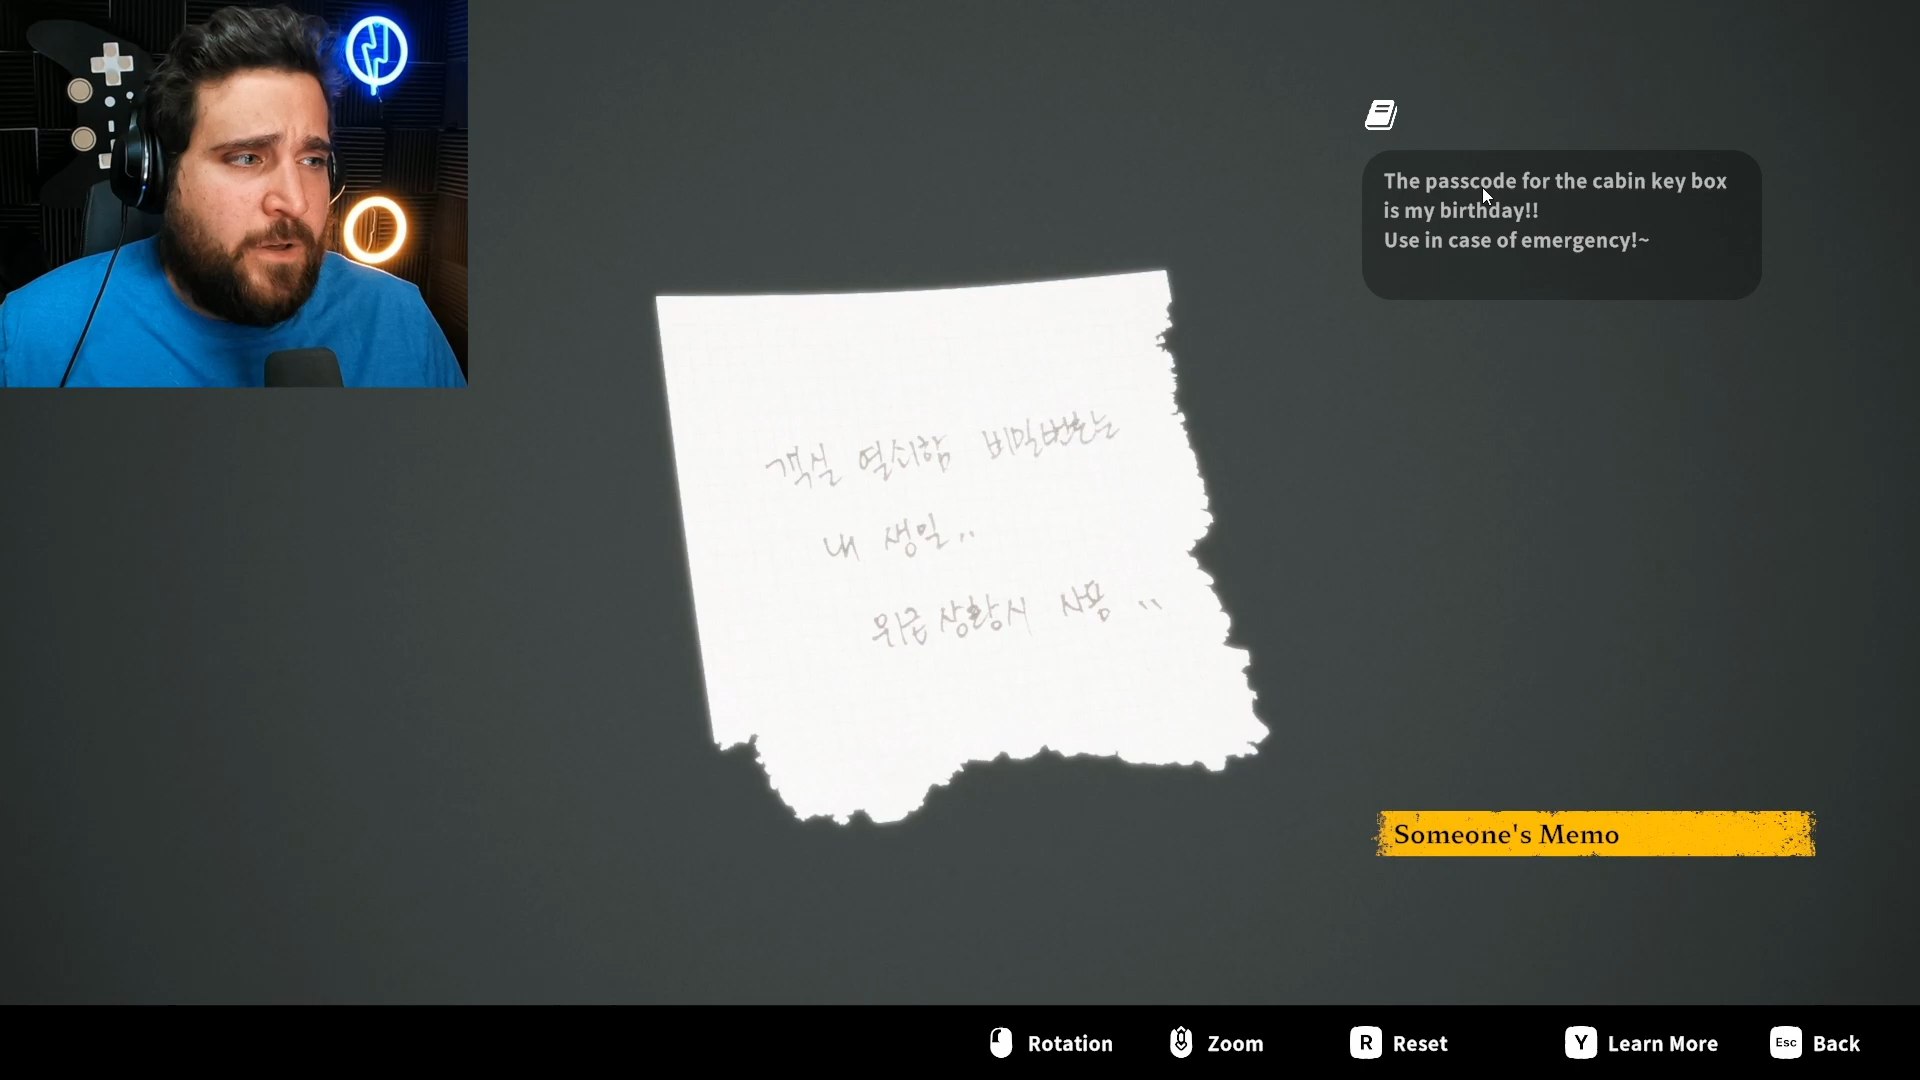 The passcode for the cabin key box
is my birthday!!
Use in case of emergency!~
객실 열쇠함 비밀번호는
내 생일..
위급상황시 사용..
Someone's Memo
Rotation
Zoom
R Reset
Y Learn More
Esc Back